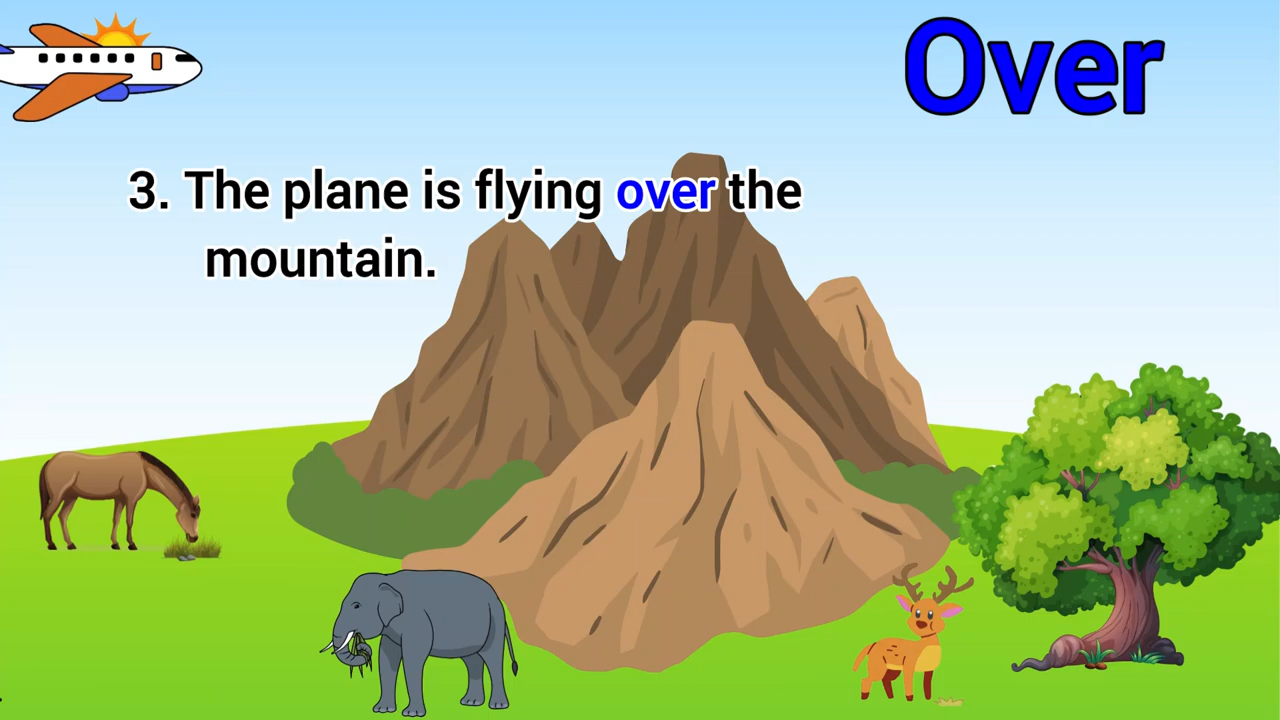 Over
3. The plane is flying over the
mountain.